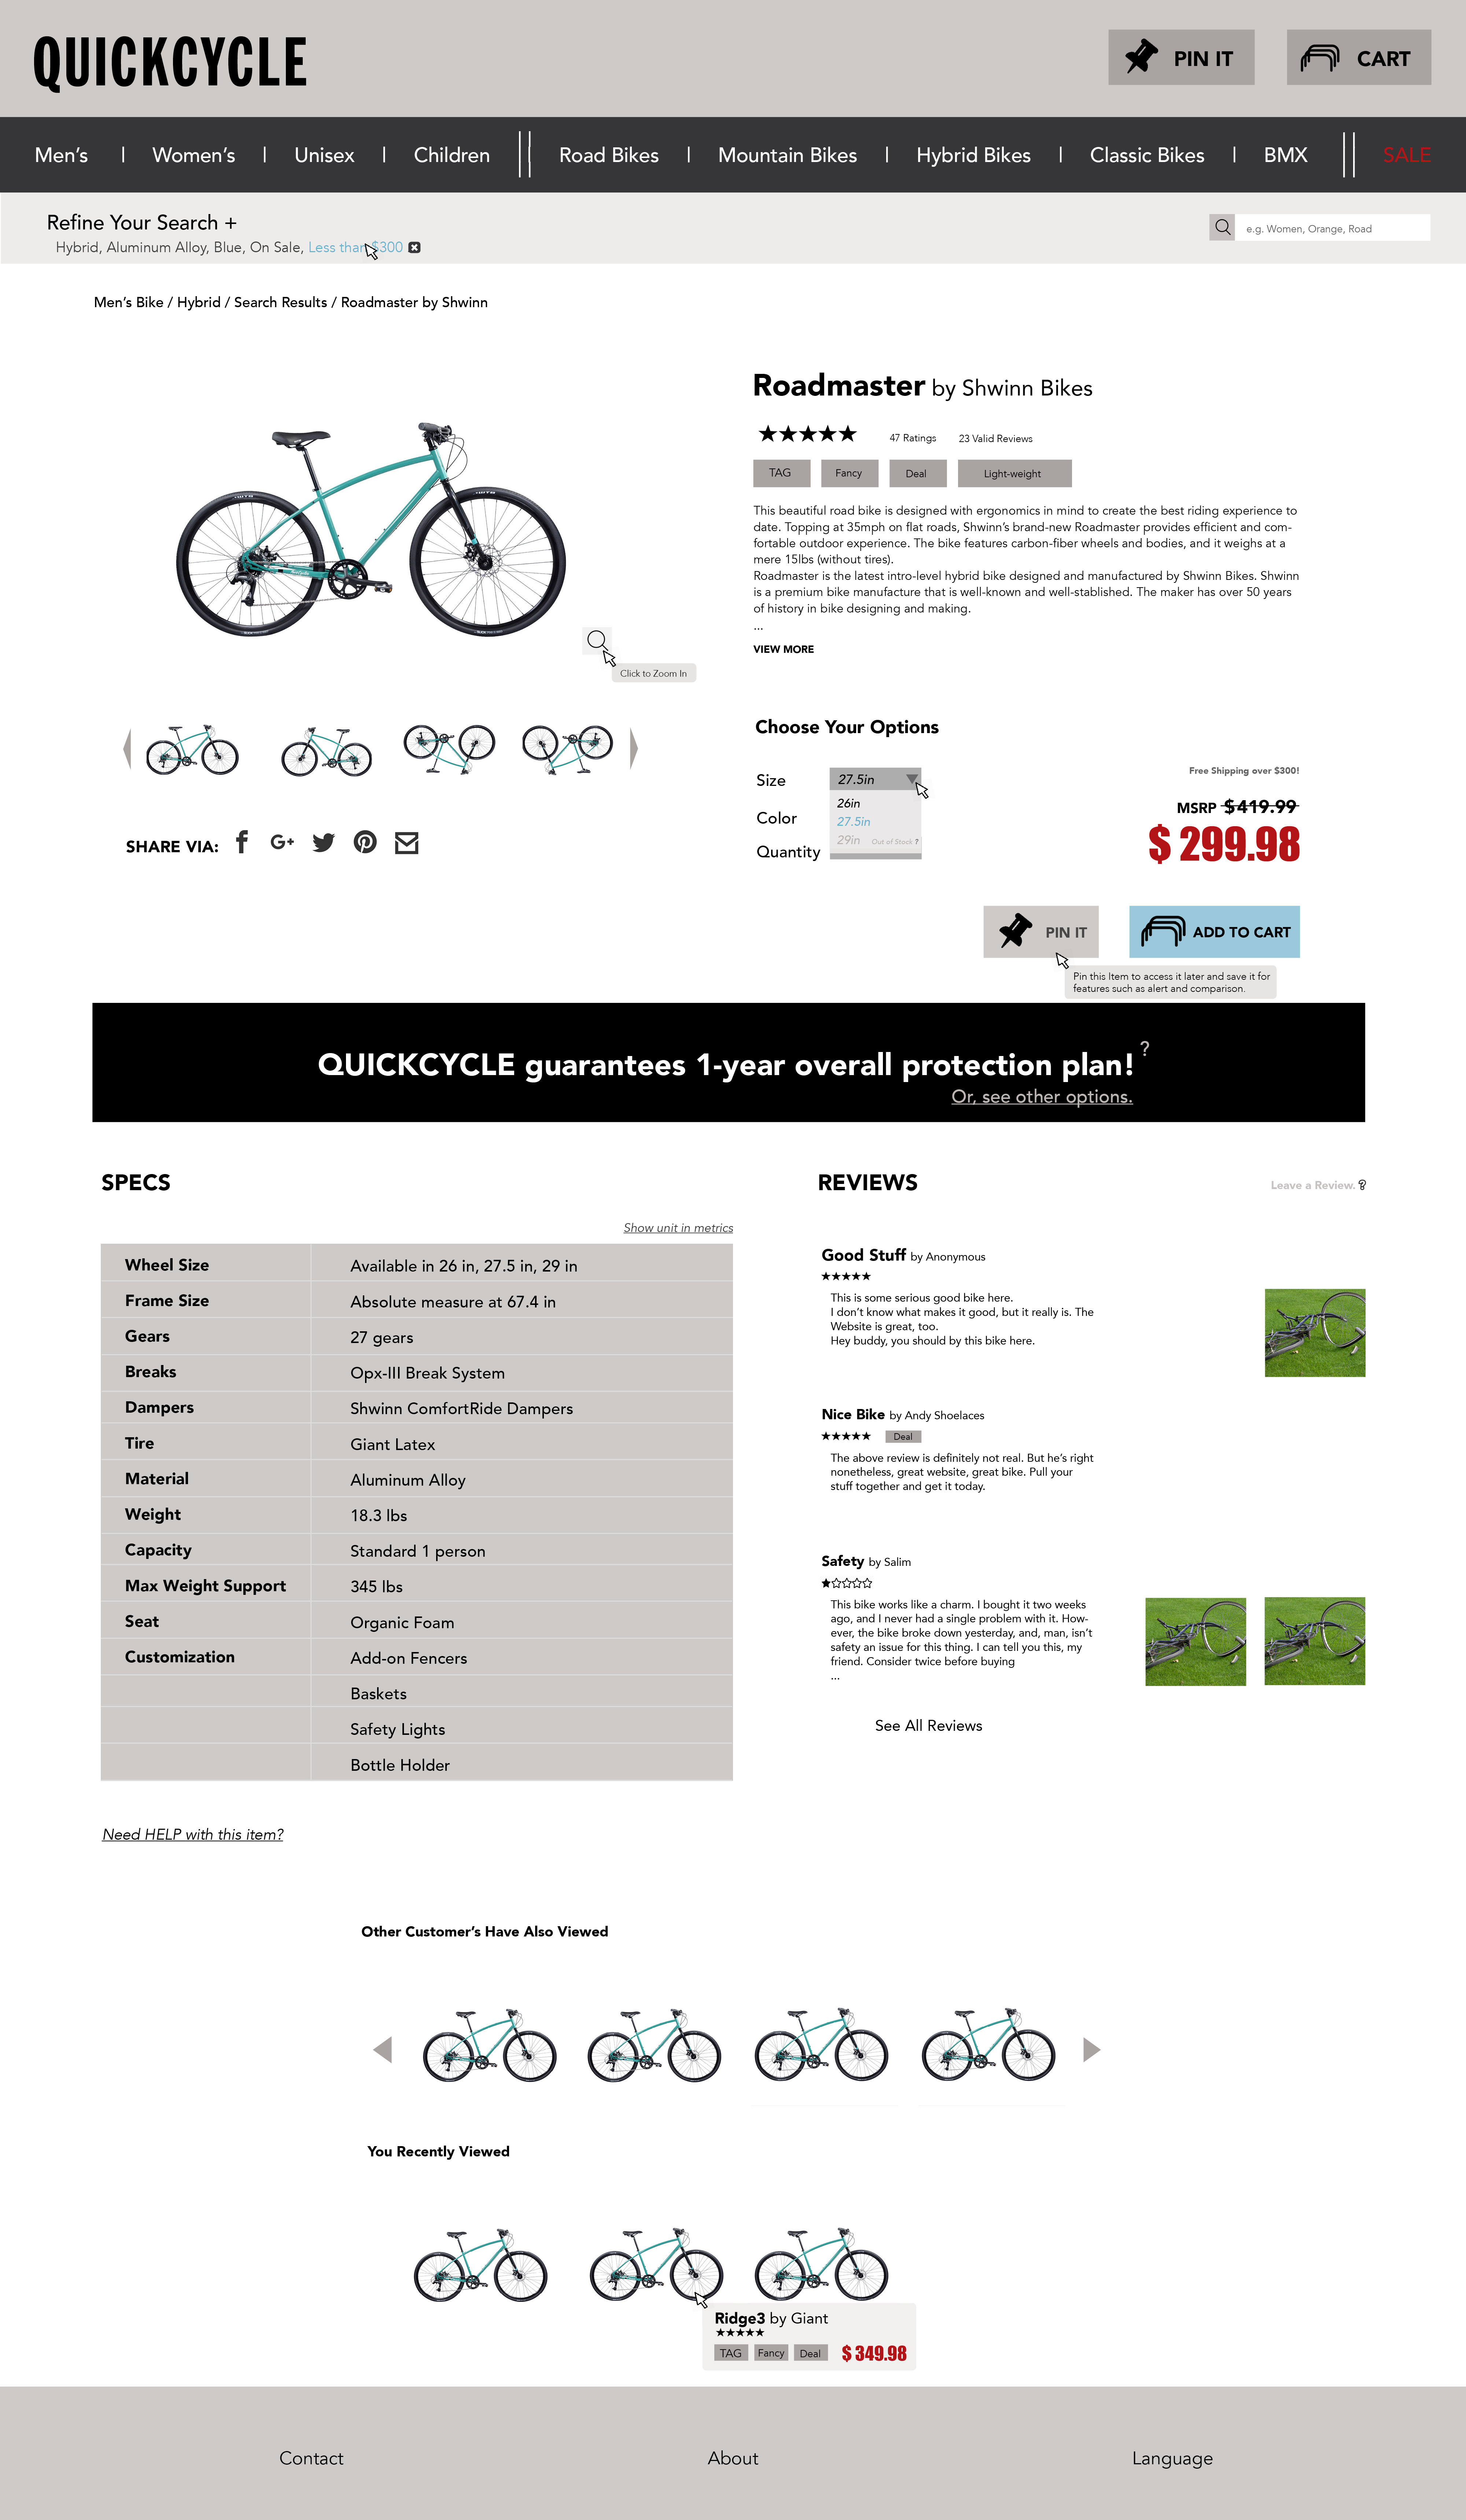 QUICKCYCLE
PIN IT
CART
Men's | Women's | Unisex | Children || Road Bikes | Mountain Bikes | Hybrid Bikes | Classic Bikes | BMX || SALE
Refine Your Search +
Hybrid, Aluminum Alloy, Blue, On Sale, Less than $300
e.g. Women, Orange, Road
Men's Bike / Hybrid / Search Results / Roadmaster by Shwinn
Click to Zoom In
SHARE VIA:
Roadmaster by Shwinn Bikes
47 Ratings
23 Valid Reviews
TAG
Fancy
Deal
Light-weight
This beautiful road bike is designed with ergonomics in mind to create the best riding experience to
date. Topping at 35mph on flat roads, Shwinn's brand-new Roadmaster provides efficient and com-
fortable outdoor experience. The bike features carbon-fiber wheels and bodies, and it weighs at a
mere 15lbs (without tires).
Roadmaster is the latest intro-level hybrid bike designed and manufactured by Shwinn Bikes. Shwinn
is a premium bike manufacture that is well-known and well-stablished. The maker has over 50 years
of history in bike designing and making.
...
VIEW MORE
Choose Your Options
Size
27.5in
26in
27.5in
29in Out of Stock ?
Color
Quantity
Free Shipping over $300!
MSRP $419.99
$ 299.98
PIN IT
ADD TO CART
Pin this Item to access it later and save it for
features such as alert and comparison.
QUICKCYCLE guarantees 1-year overall protection plan! ?
Or, see other options.
SPECS
Show unit in metrics
Wheel Size Available in 26 in, 27.5 in, 29 in
Frame Size Absolute measure at 67.4 in
Gears 27 gears
Breaks Opx-III Break System
Dampers Shwinn ComfortRide Dampers
Tire Giant Latex
Material Aluminum Alloy
Weight 18.3 lbs
Capacity Standard 1 person
Max Weight Support 345 lbs
Seat Organic Foam
Customization Add-on Fencers
Baskets
Safety Lights
Bottle Holder
Need HELP with this item?
REVIEWS
Leave a Review. ?
Good Stuff by Anonymous
This is some serious good bike here.
I don't know what makes it good, but it really is. The
Website is great, too.
Hey buddy, you should by this bike here.
Nice Bike by Andy Shoelaces
Deal
The above review is definitely not real. But he's right
nonetheless, great website, great bike. Pull your
stuff together and get it today.
Safety by Salim
This bike works like a charm. I bought it two weeks
ago, and I never had a single problem with it. How-
ever, the bike broke down yesterday, and, man, isn't
safety an issue for this thing. I can tell you this, my
friend. Consider twice before buying
...
See All Reviews
Other Customer's Have Also Viewed
You Recently Viewed
Ridge3 by Giant
TAG
Fancy
Deal
$ 349.98
Contact
About
Language